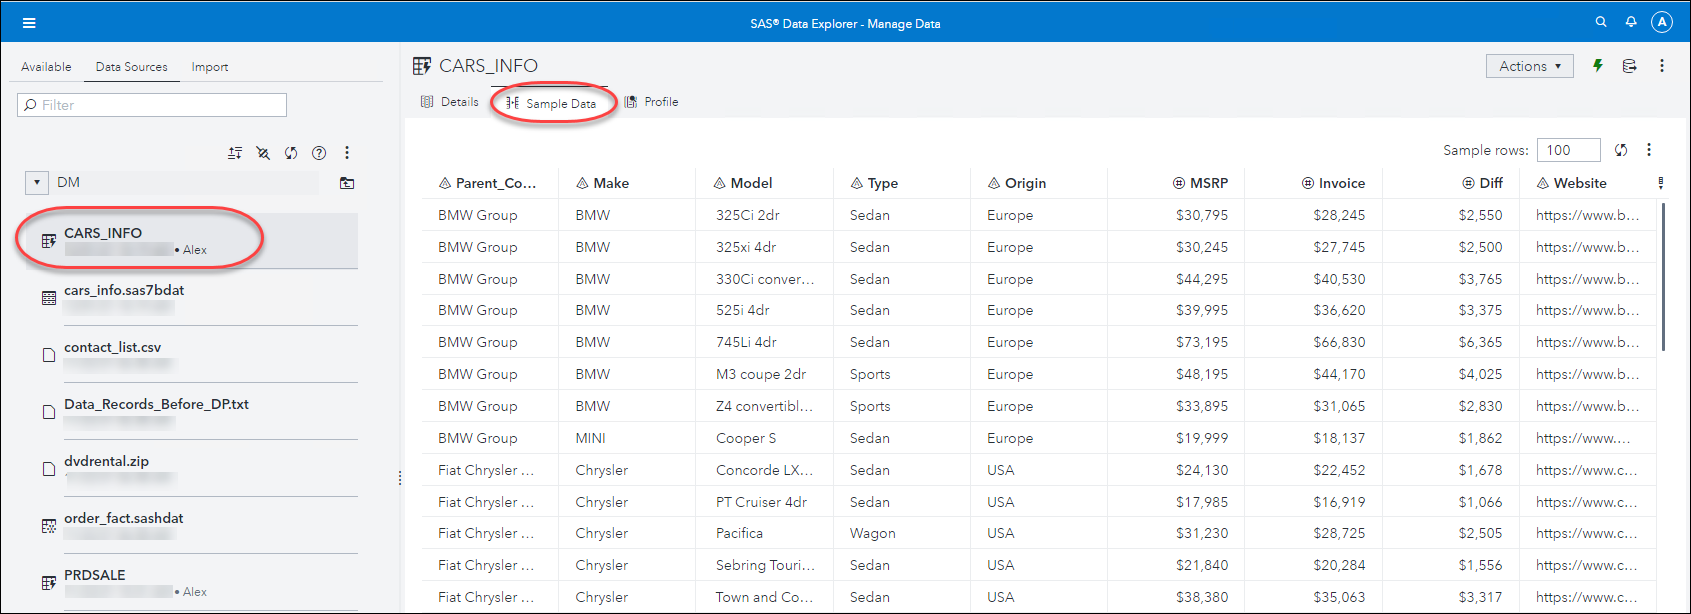 SAS® Data Explorer - Manage Data
A
Available Data Sources Import
Filter
DM
CARS_INFO
• Alex
cars_info.sas7bdat
contact_list.csv
Data_Records_Before_DP.txt
dvdrental.zip
order_fact.sashdat
PRDSALE
• Alex
CARS_INFO
Actions
Details Sample Data Profile
Sample rows: 100
Parent_Co... Make Model Type Origin MSRP Invoice Diff Website
BMW Group BMW 325Ci 2dr Sedan Europe $30,795 $28,245 $2,550 https://www.b...
BMW Group BMW 325xi 4dr Sedan Europe $30,245 $27,745 $2,500 https://www.b...
BMW Group BMW 330Ci conver... Sedan Europe $44,295 $40,530 $3,765 https://www.b...
BMW Group BMW 525i 4dr Sedan Europe $39,995 $36,620 $3,375 https://www.b...
BMW Group BMW 745Li 4dr Sedan Europe $73,195 $66,830 $6,365 https://www.b...
BMW Group BMW M3 coupe 2dr Sports Europe $48,195 $44,170 $4,025 https://www.b...
BMW Group BMW Z4 convertibl... Sports Europe $33,895 $31,065 $2,830 https://www.b...
BMW Group MINI Cooper S Sedan Europe $19,999 $18,137 $1,862 https://www....
Fiat Chrysler ... Chrysler Concorde LX... Sedan USA $24,130 $22,452 $1,678 https://www.c...
Fiat Chrysler ... Chrysler PT Cruiser 4dr Sedan USA $17,985 $16,919 $1,066 https://www.c...
Fiat Chrysler ... Chrysler Pacifica Wagon USA $31,230 $28,725 $2,505 https://www.c...
Fiat Chrysler ... Chrysler Sebring Touri... Sedan USA $21,840 $20,284 $1,556 https://www.c...
Fiat Chrysler ... Chrysler Town and Co... Sedan USA $38,380 $35,063 $3,317 https://www.c...